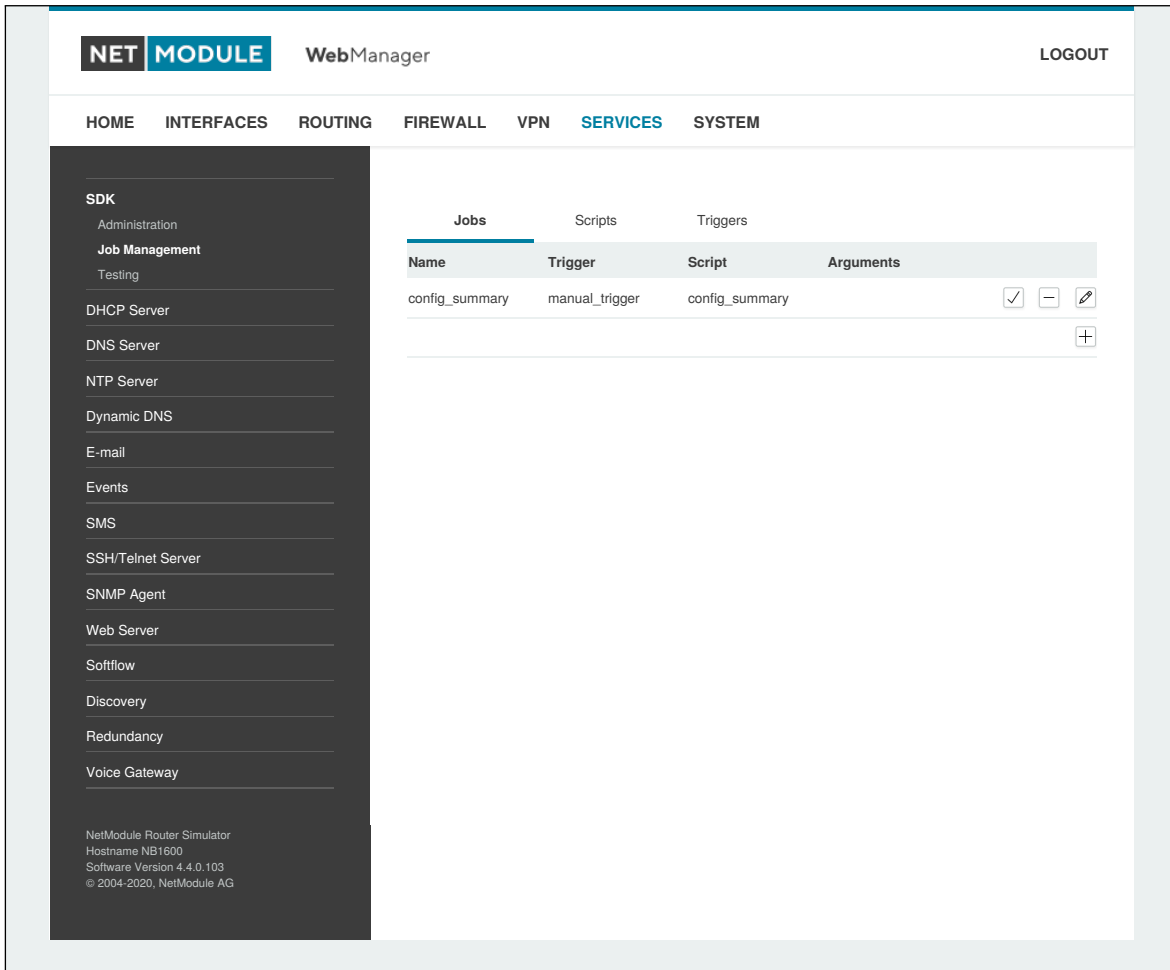 NET MODULE WebManager LOGOUT
HOME INTERFACES ROUTING FIREWALL VPN SERVICES SYSTEM
SDK
Administration
Job Management
Testing
DHCP Server
DNS Server
NTP Server
Dynamic DNS
E-mail
Events
SMS
SSH/Telnet Server
SNMP Agent
Web Server
Softflow
Discovery
Redundancy
Voice Gateway
NetModule Router Simulator
Hostname NB1600
Software Version 4.4.0.103
© 2004-2020, NetModule AG
Jobs Scripts Triggers
Name Trigger Script Arguments
config_summary manual_trigger config_summary